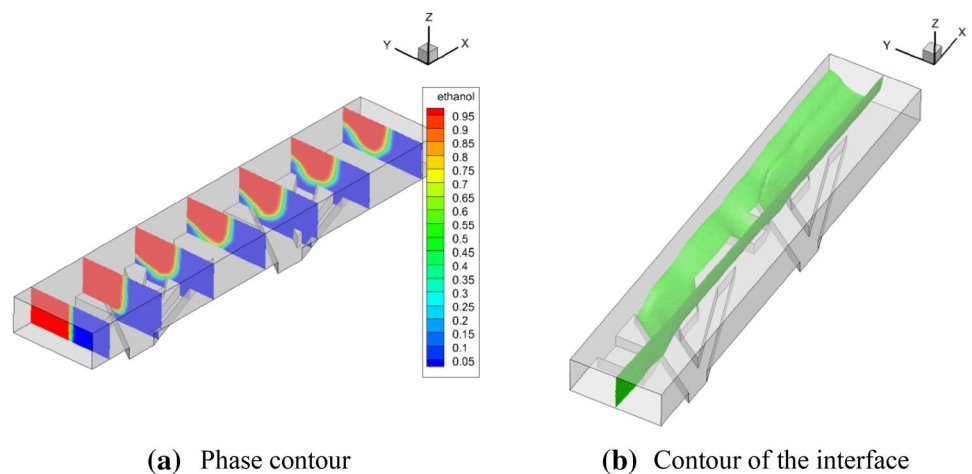 Z
Y
X
ethanol
0.95
0.9
0.85
0.8
0.75
0.7
0.65
0.6
0.55
0.5
0.45
0.4
0.35
0.3
0.25
0.2
0.15
0.1
0.05
(a) Phase contour
Z
Y
X
(b) Contour of the interface